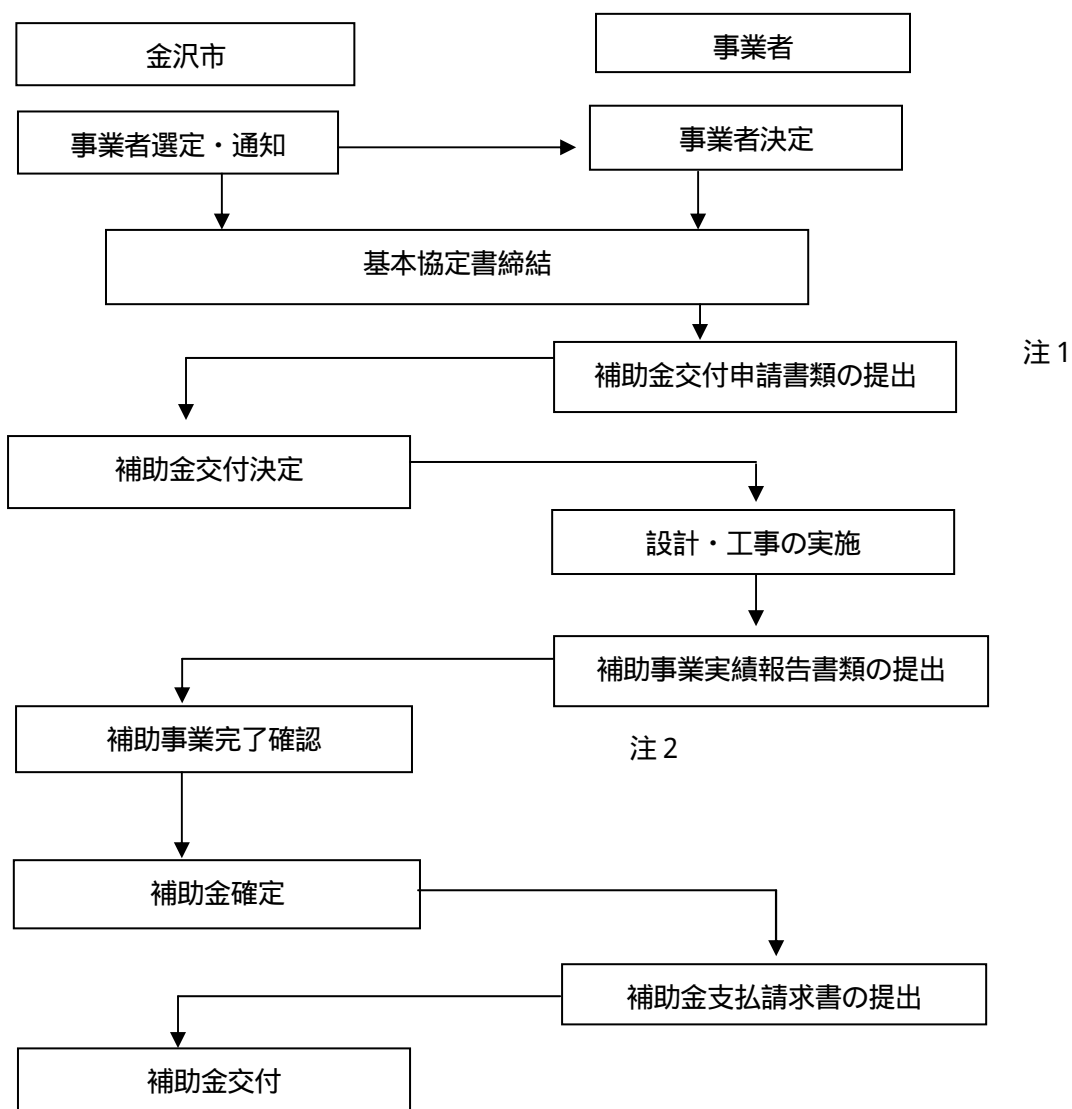 金沢市
事業者
事業者選定・通知
事業者決定
基本協定書締結
補助金交付申請書類の提出
注1
補助金交付決定
設計・工事の実施
補助事業実績報告書類の提出
補助事業完了確認
注2
補助金確定
補助金支払請求書の提出
補助金交付